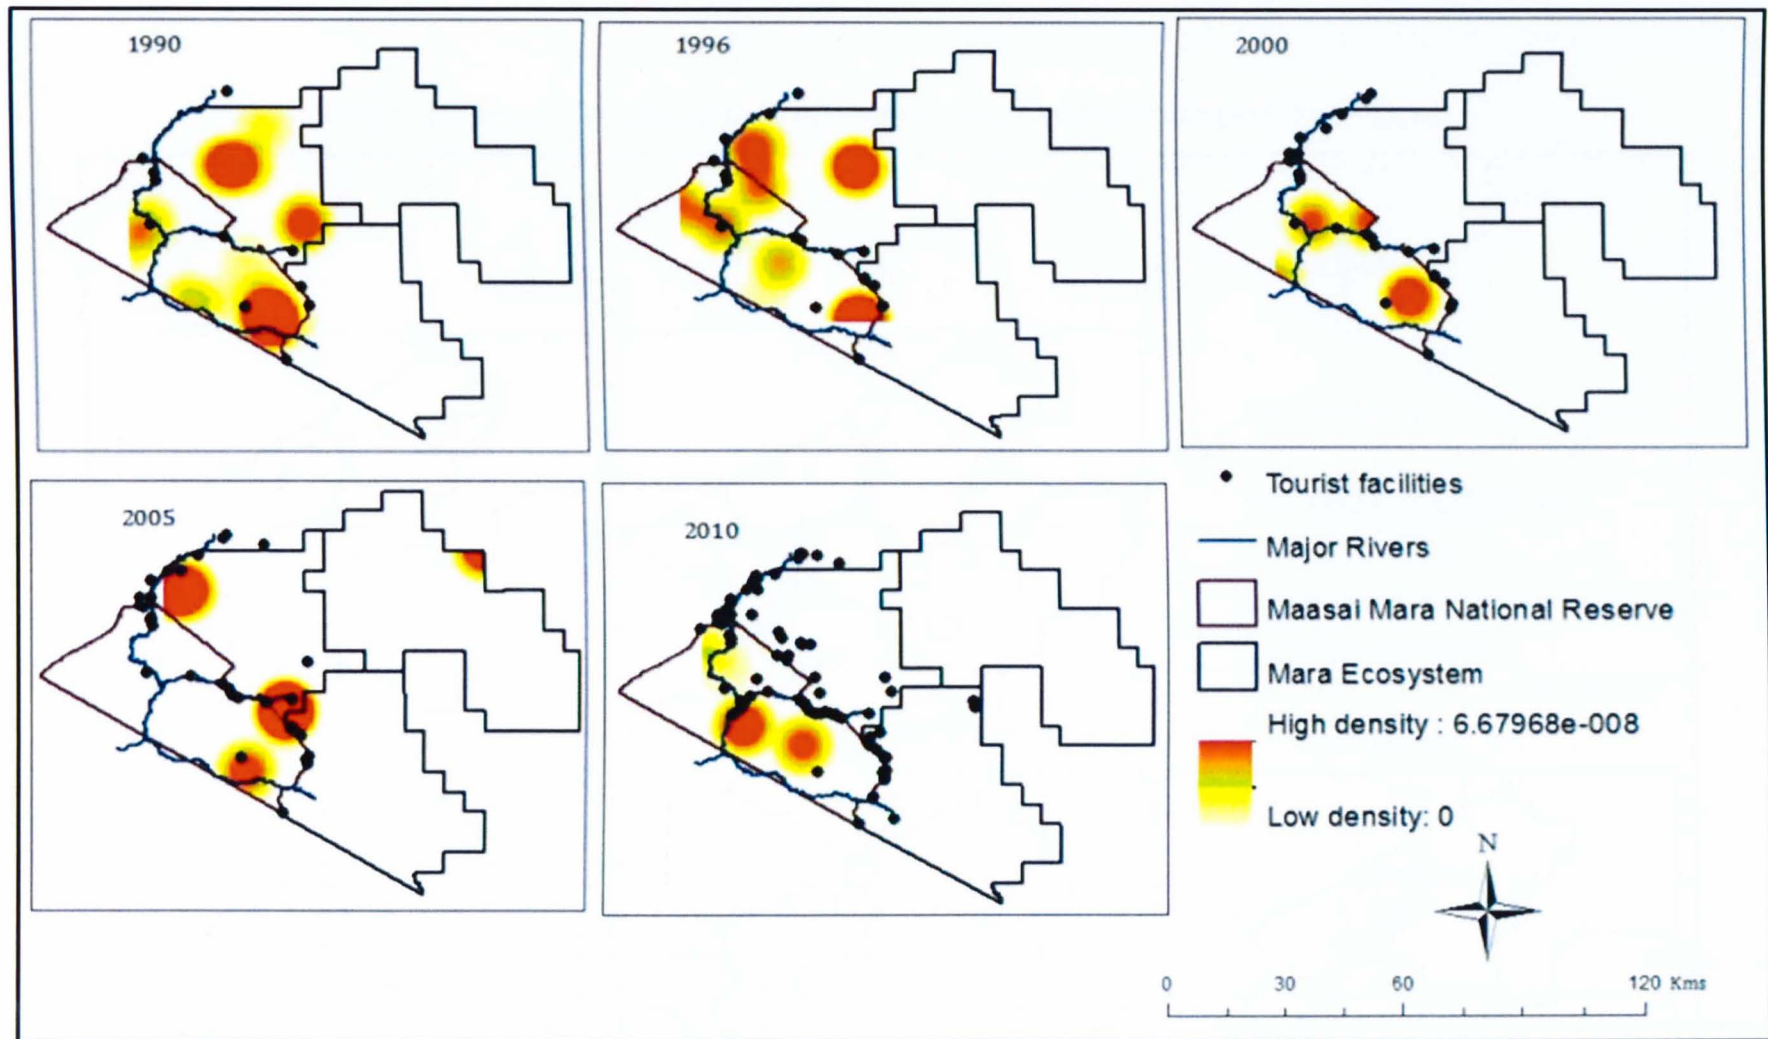 1990
1996
2000
2005
2010
Tourist facilities
Major Rivers
Maasai Mara National Reserve
Mara Ecosystem
High density : 6.67968e-008
Low density: 0
N
0 30 60 120 Kms